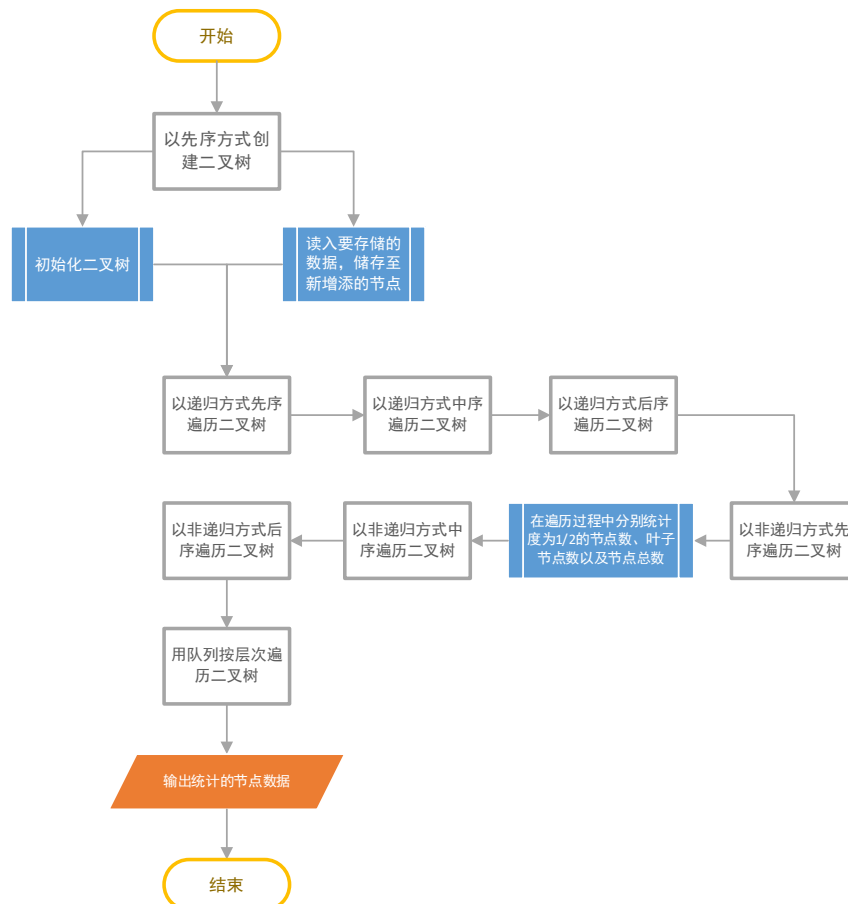 开始
以先序方式创
建二叉树
初始化二叉树
读入要存储的
数据，储存至
新增添的节点
以递归方式先序
遍历二叉树
以递归方式中序
遍历二叉树
以递归方式后序
遍历二叉树
以非递归方式先
序遍历二叉树
在遍历过程中分别统计
度为1/2的节点数、叶子
节点数以及节点总数
以非递归方式中
序遍历二叉树
以非递归方式后
序遍历二叉树
用队列按层次遍
历二叉树
输出统计的节点数据
结束